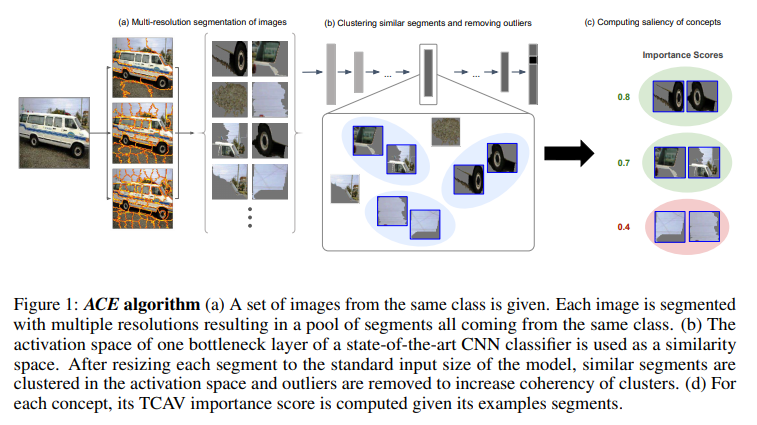 (a) Multi-resolution segmentation of images
(b) Clustering similar segments and removing outliers
(c) Computing saliency of concepts
Importance Scores
...
...
0.8
0.7
0.4
Figure 1: ACE algorithm (a) A set of images from the same class is given. Each image is segmented
with multiple resolutions resulting in a pool of segments all coming from the same class. (b) The
activation space of one bottleneck layer of a state-of-the-art CNN classifier is used as a similarity
space. After resizing each segment to the standard input size of the model, similar segments are
clustered in the activation space and outliers are removed to increase coherency of clusters. (d) For
each concept, its TCAV importance score is computed given its examples segments.